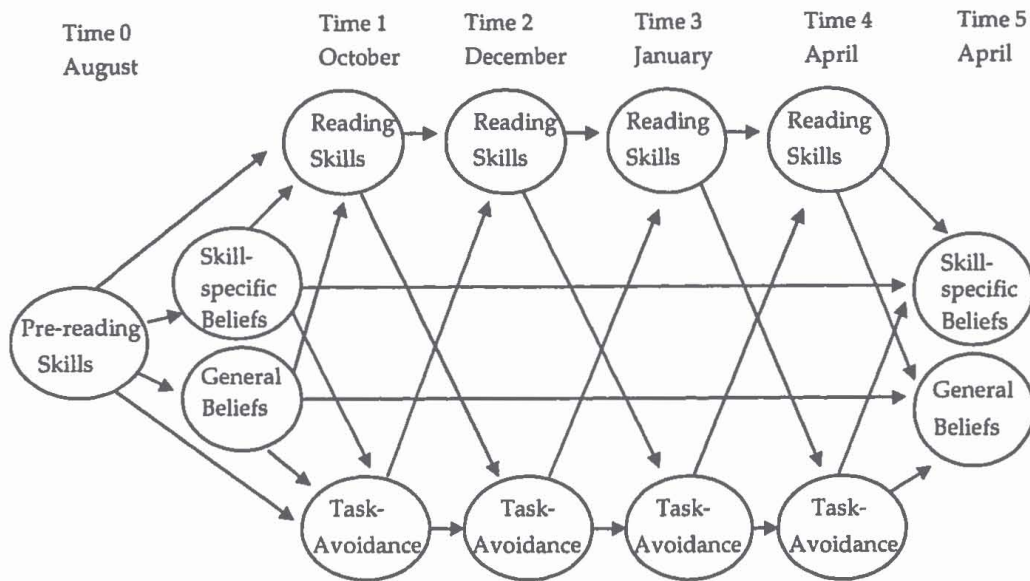 Time 0
August
Time 1
October
Time 2
December
Time 3
January
Time 4
April
Time 5
April
Reading
Skills
Reading
Skills
Reading
Skills
Reading
Skills
Skill-
specific
Beliefs
Skill-
specific
Beliefs
Pre-reading
Skills
General
Beliefs
General
Beliefs
Task-
Avoidance
Task-
Avoidance
Task-
Avoidance
Task-
Avoidance